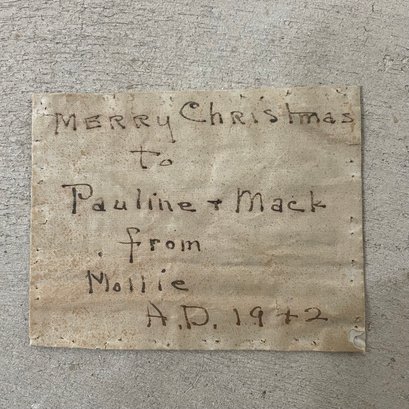 MERRY Christmas
to
Pauline + Mack
from
Mollie
A.D. 1942